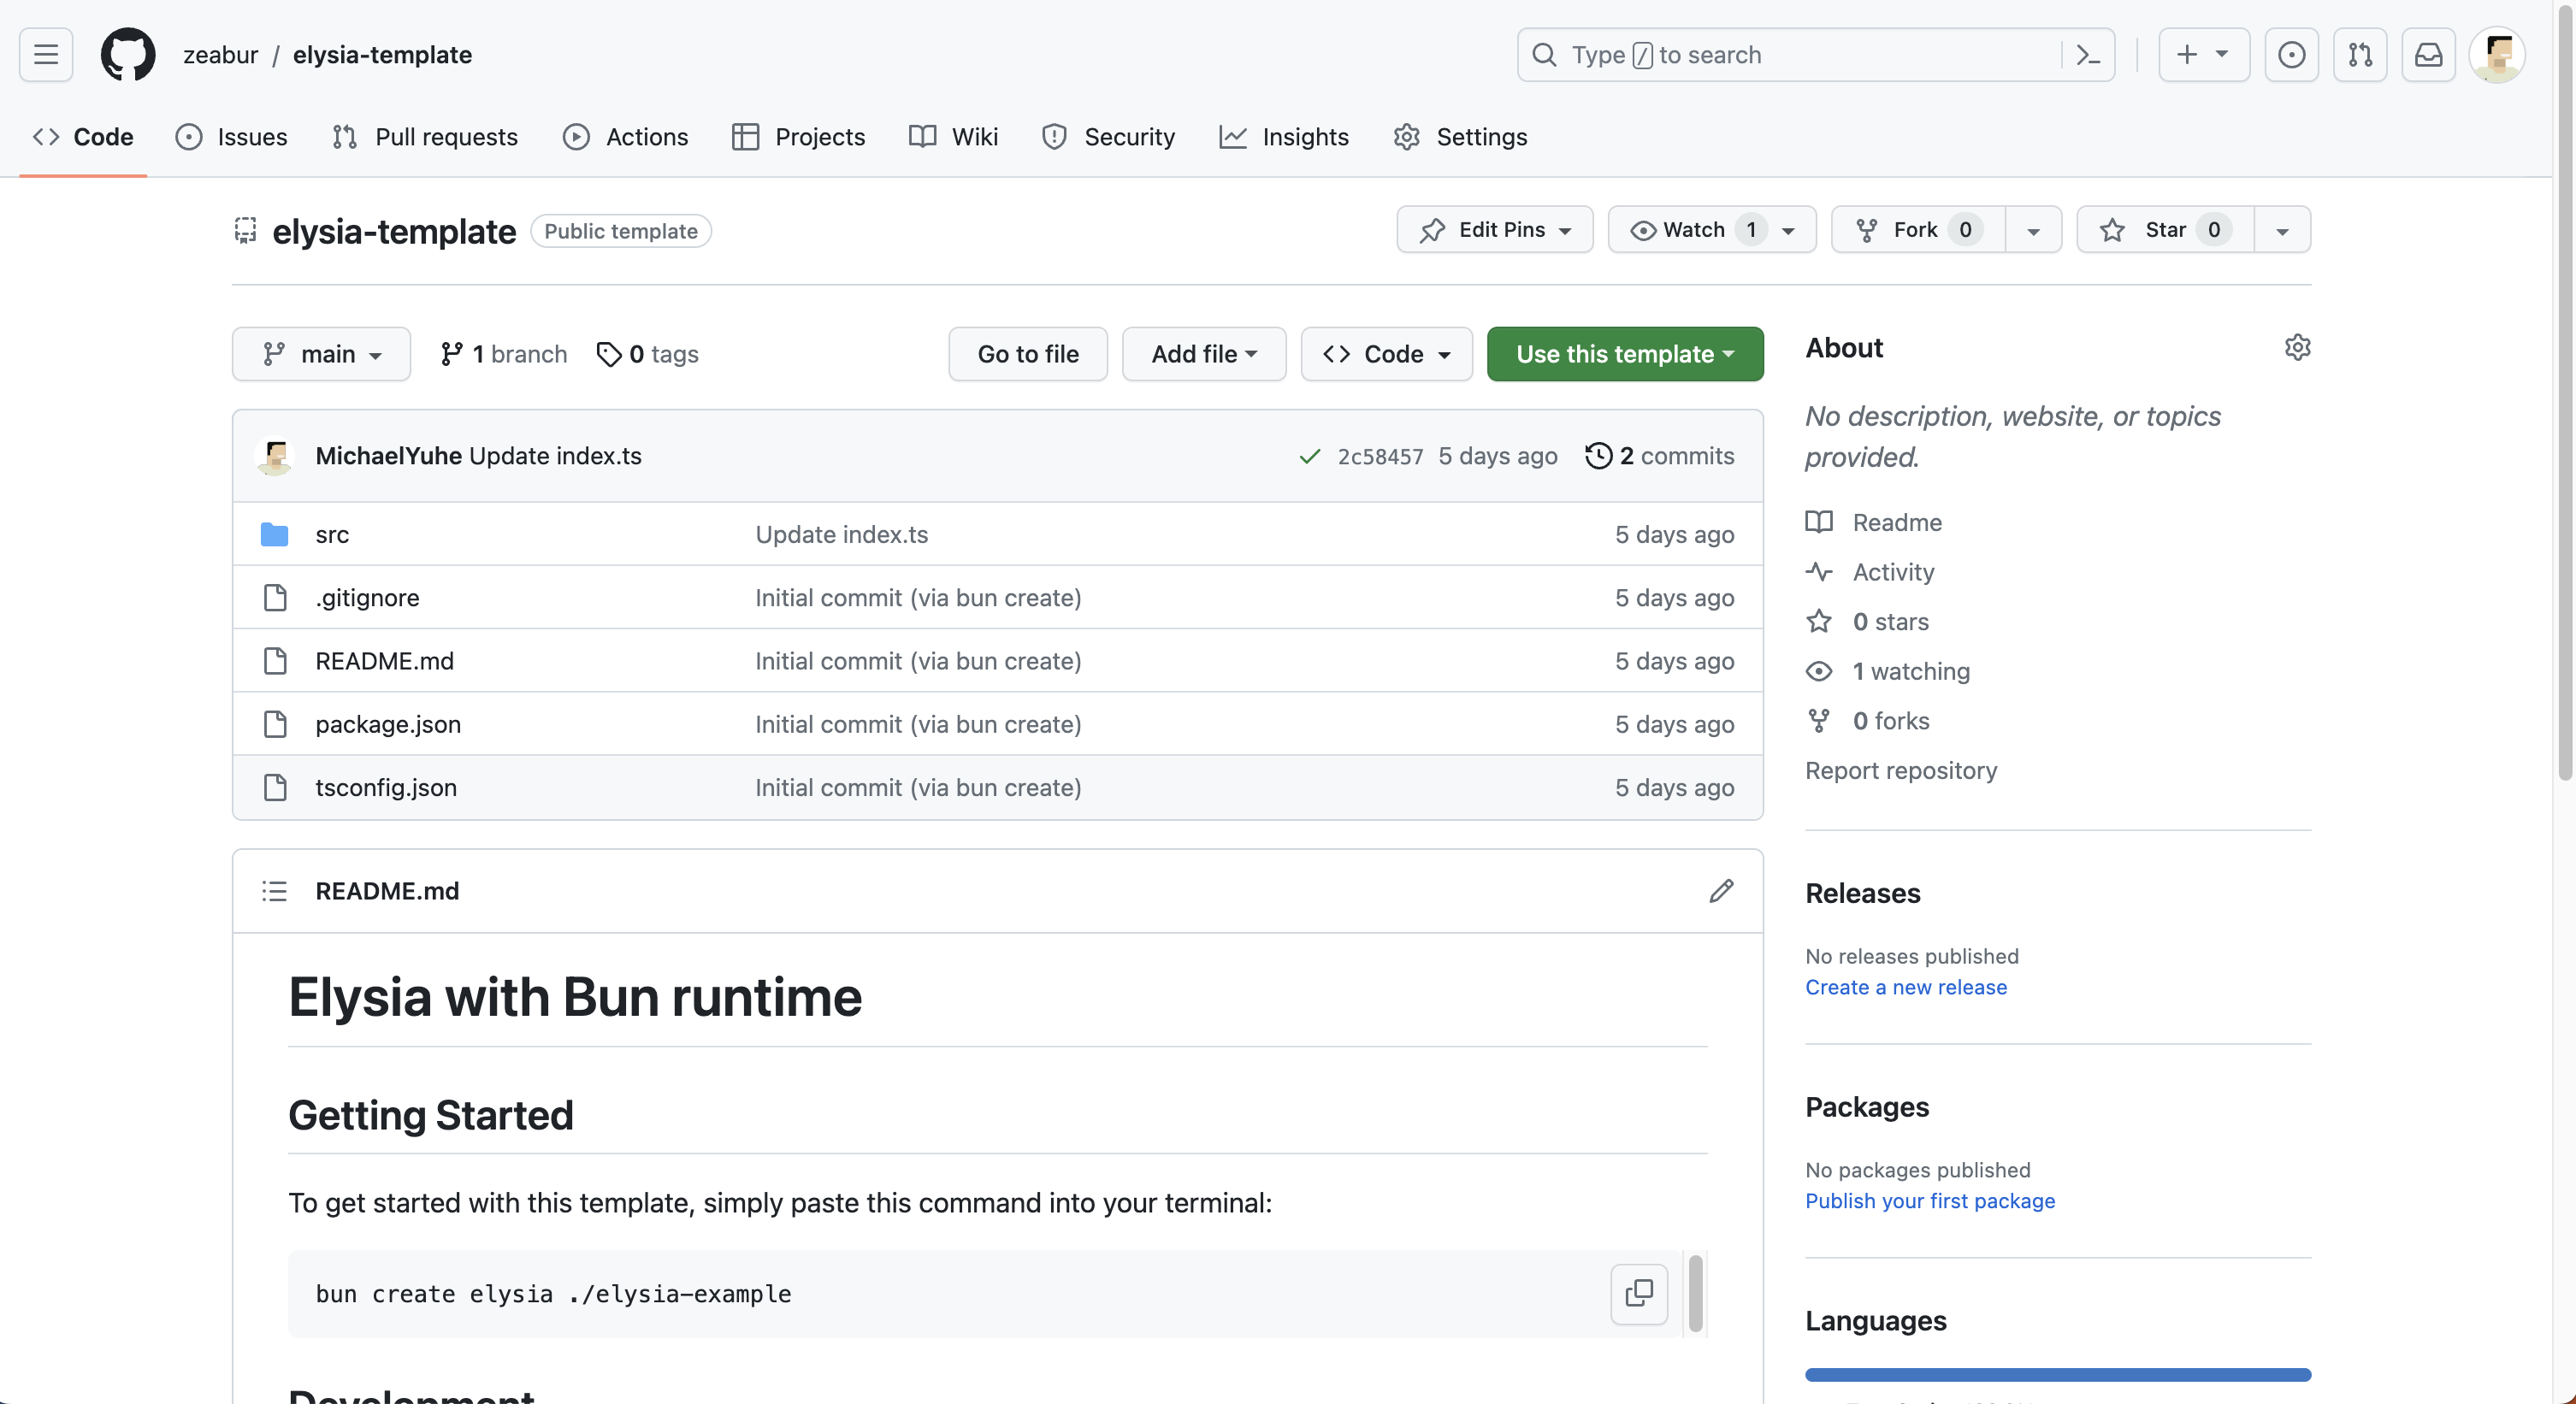 zeabur / elysia-template
Type / to search
Code Issues Pull requests Actions Projects Wiki Security Insights Settings
elysia-template Public template
Edit Pins Watch 1 Fork 0 Star 0
main 1 branch 0 tags Go to file Add file Code Use this template
MichaelYuhe Update index.ts 2c58457 5 days ago 2 commits
src Update index.ts 5 days ago
.gitignore Initial commit (via bun create) 5 days ago
README.md Initial commit (via bun create) 5 days ago
package.json Initial commit (via bun create) 5 days ago
tsconfig.json Initial commit (via bun create) 5 days ago
README.md
Elysia with Bun runtime
Getting Started
To get started with this template, simply paste this command into your terminal:
bun create elysia ./elysia-example
Development
About
No description, website, or topics
provided.
Readme
Activity
0 stars
1 watching
0 forks
Report repository
Releases
No releases published
Create a new release
Packages
No packages published
Publish your first package
Languages